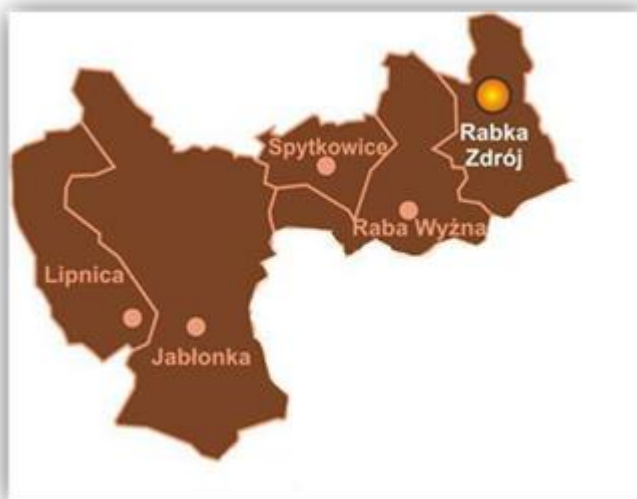 Rabka
Zdrój
Spytkowice
Raba Wyżna
Lipnica
Jabłonka